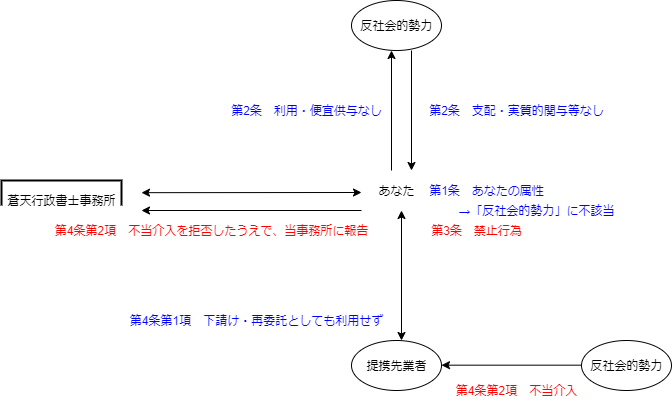 反社会的勢力
第2条　利用・便宜供与なし
第2条　支配・実質的関与等なし
蒼天行政書士事務所
あなた
第1条　あなたの属性
→「反社会的勢力」に不該当
第4条第2項　不当介入を拒否したうえで、当事務所に報告
第3条　禁止行為
第4条第1項　下請け・再委託としても利用せず
提携先業者
反社会的勢力
第4条第2項　不当介入